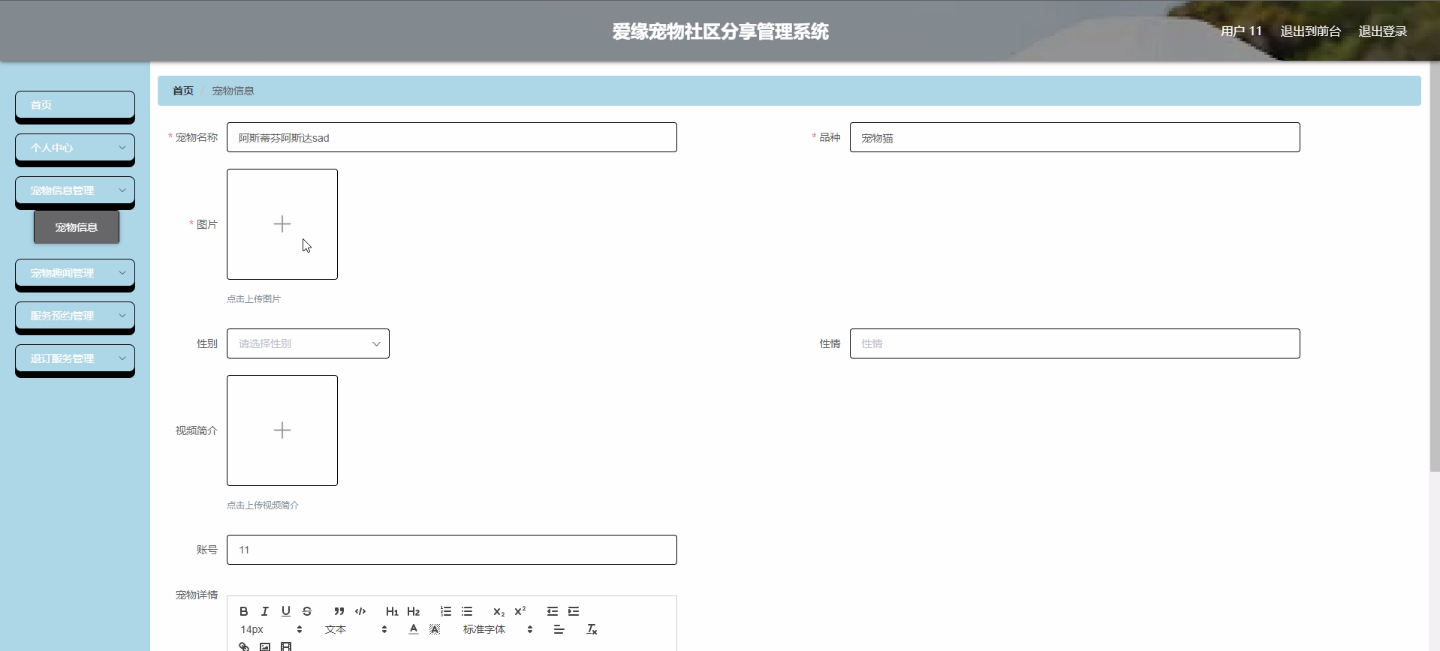 爱缘宠物社区分享管理系统
用户 11 退出到前台 退出登录
首页
个人中心
宠物信息管理
宠物信息
宠物趣闻管理
服务预约管理
退订服务管理
首页 / 宠物信息
* 宠物名称 阿斯蒂芬阿斯达sad
* 品种 宠物猫
* 图片
点击上传图片
性别 请选择性别
性情 性情
视频简介
点击上传视频简介
账号 11
宠物详情
B I U S H₁ H₂ X₂ X²
14px 文本 A A 标准字体